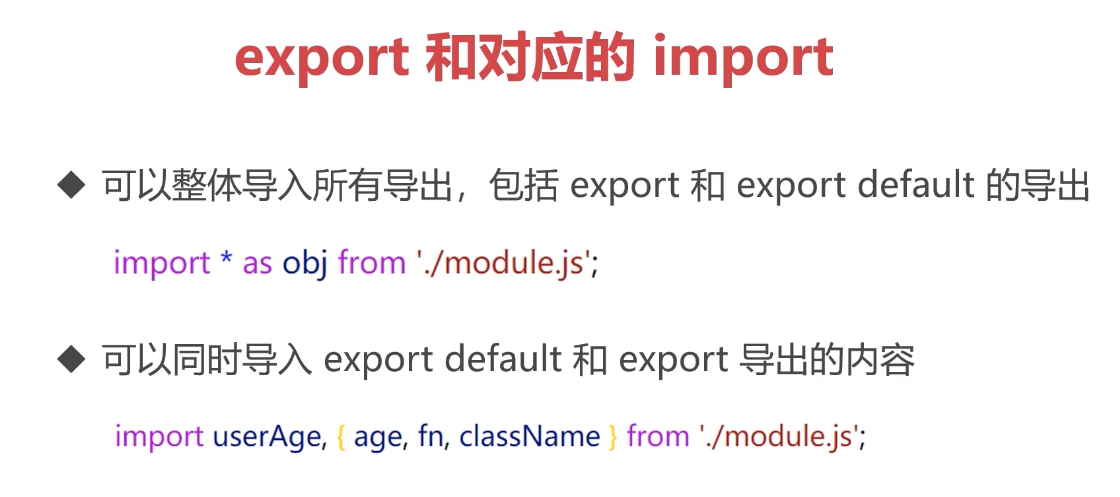 export 和对应的 import
◆ 可以整体导入所有导出，包括 export 和 export default 的导出
import * as obj from './module.js';
◆ 可以同时导入 export default 和 export 导出的内容
import userAge, { age, fn, className } from './module.js';